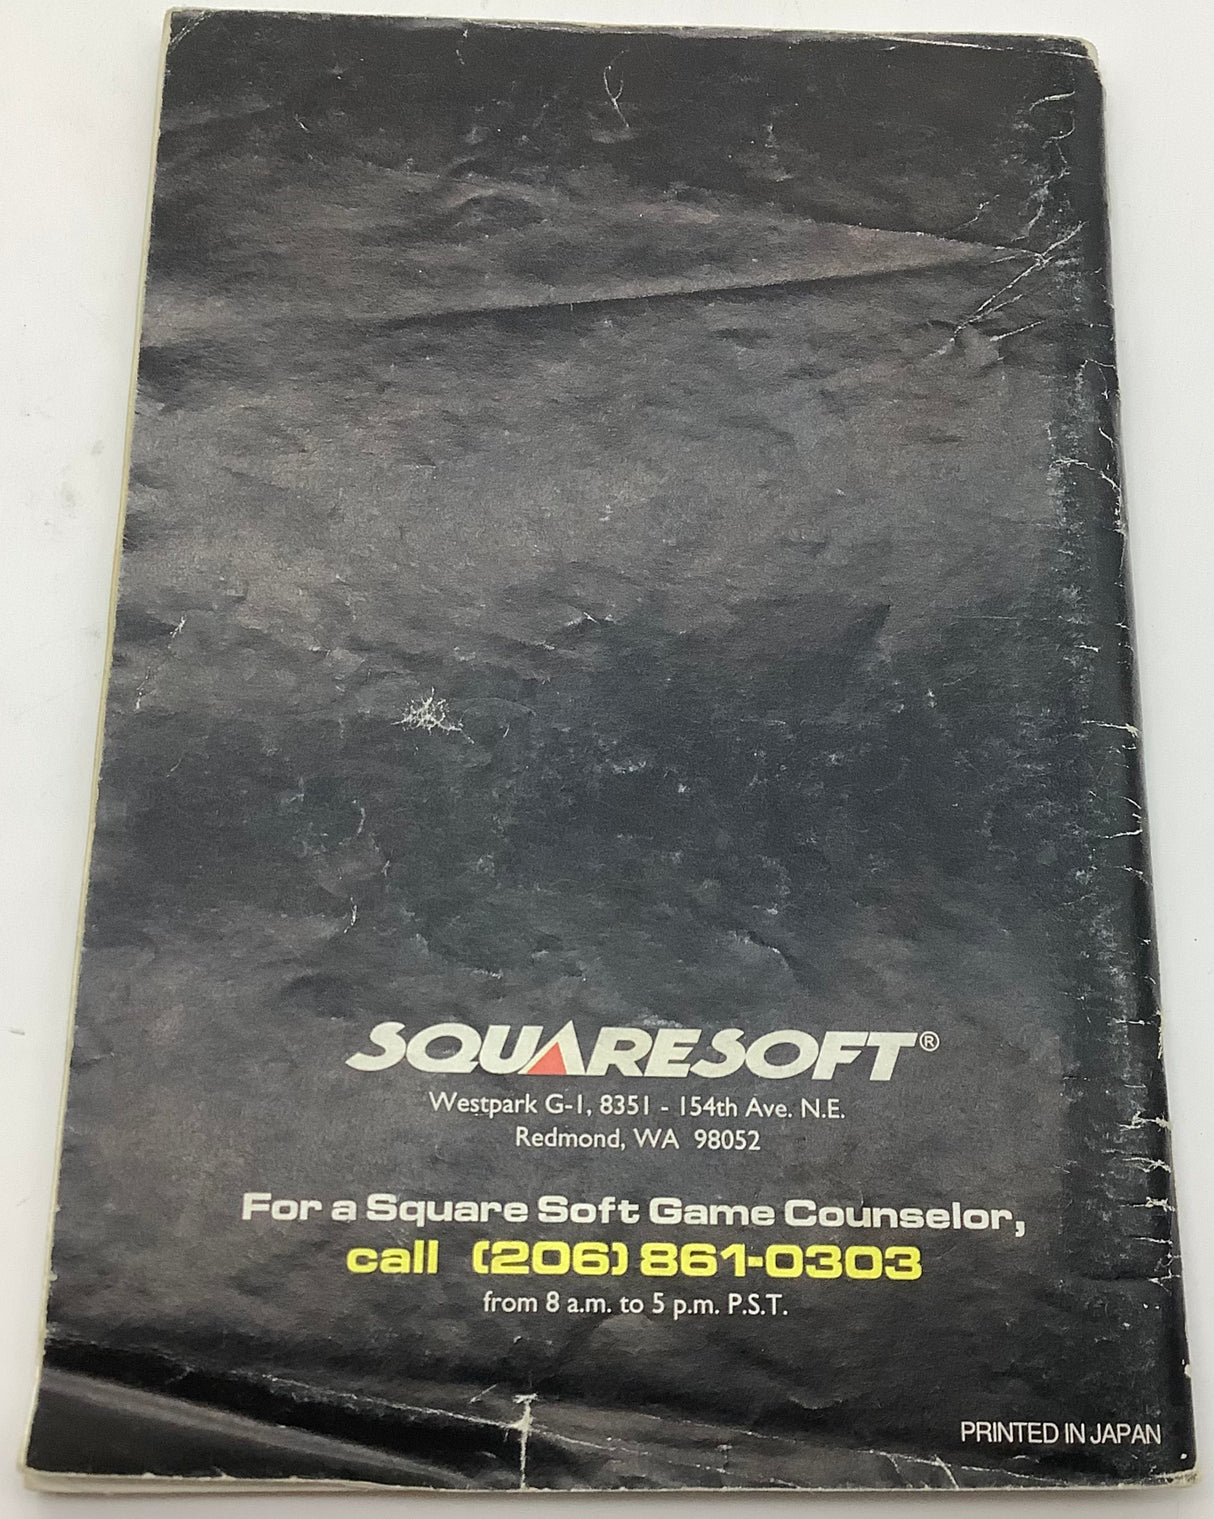 SQUARESOFT®
Westpark G-1, 8351 - 154th Ave. N.E.
Redmond, WA 98052
For a Square Soft Game Counselor,
call (206) 861-0303
from 8 a.m. to 5 p.m. P.S.T.
PRINTED IN JAPAN